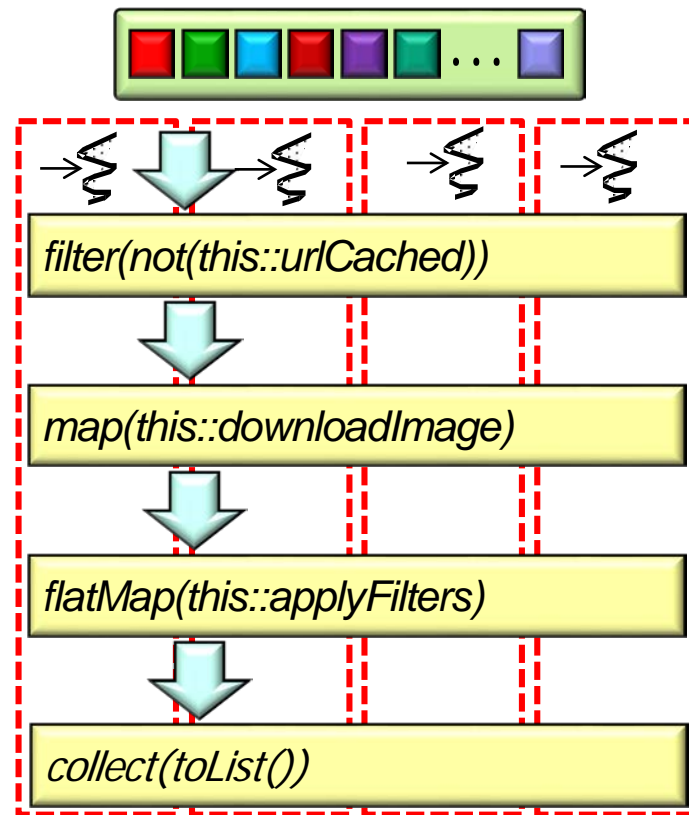 ...
filter(not(this::urlCached))
map(this::downloadImage)
flatMap(this::applyFilters)
collect(toList())